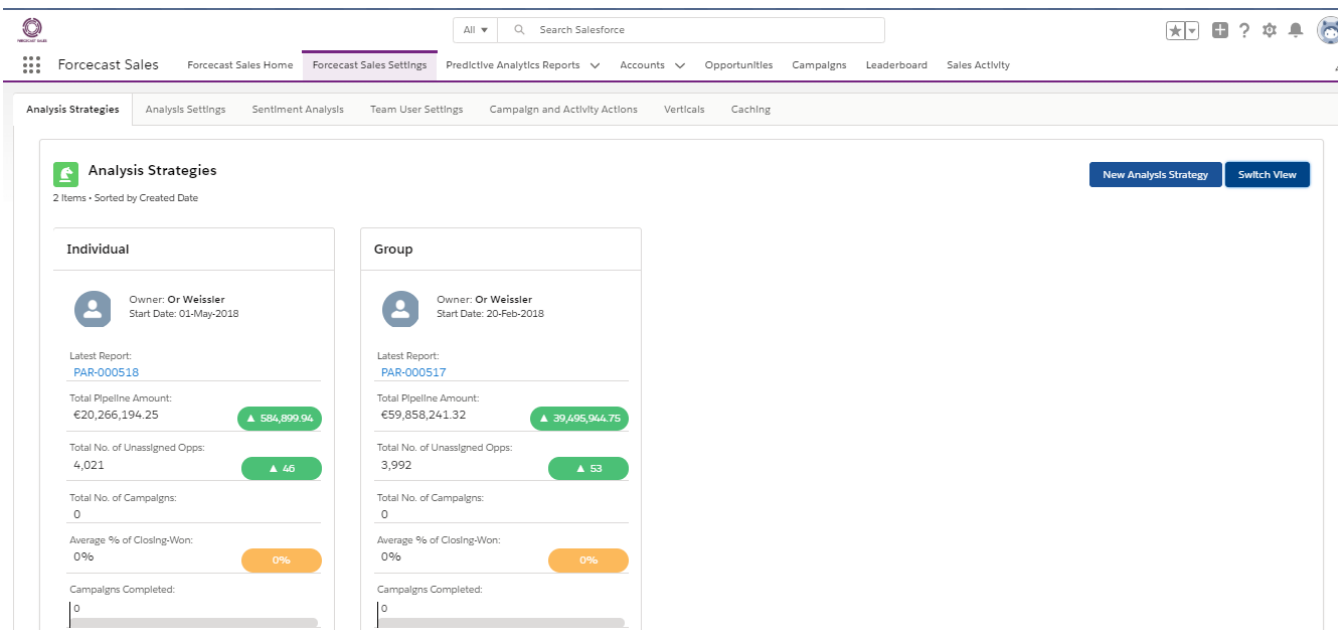 FORCECAST SALES
All ▼ Search Salesforce
Forcecast Sales Forcecast Sales Home Forcecast Sales Settings Predictive Analytics Reports Accounts Opportunities Campaigns Leaderboard Sales Activity
Analysis Strategies Analysis Settings Sentiment Analysis Team User Settings Campaign and Activity Actions Verticals Caching
Analysis Strategies
New Analysis Strategy Switch View
2 Items • Sorted by Created Date
Individual
Owner: Or Weissler
Start Date: 01-May-2018
Latest Report:
PAR-000518
Total Pipeline Amount:
€20,266,194.25 ▲ 584,899.94
Total No. of Unassigned Opps:
4,021 ▲ 46
Total No. of Campaigns:
0
Average % of Closing-Won:
0% 0%
Campaigns Completed:
0
Group
Owner: Or Weissler
Start Date: 20-Feb-2018
Latest Report:
PAR-000517
Total Pipeline Amount:
€59,858,241.32 ▲ 39,495,944.75
Total No. of Unassigned Opps:
3,992 ▲ 53
Total No. of Campaigns:
0
Average % of Closing-Won:
0% 0%
Campaigns Completed:
0